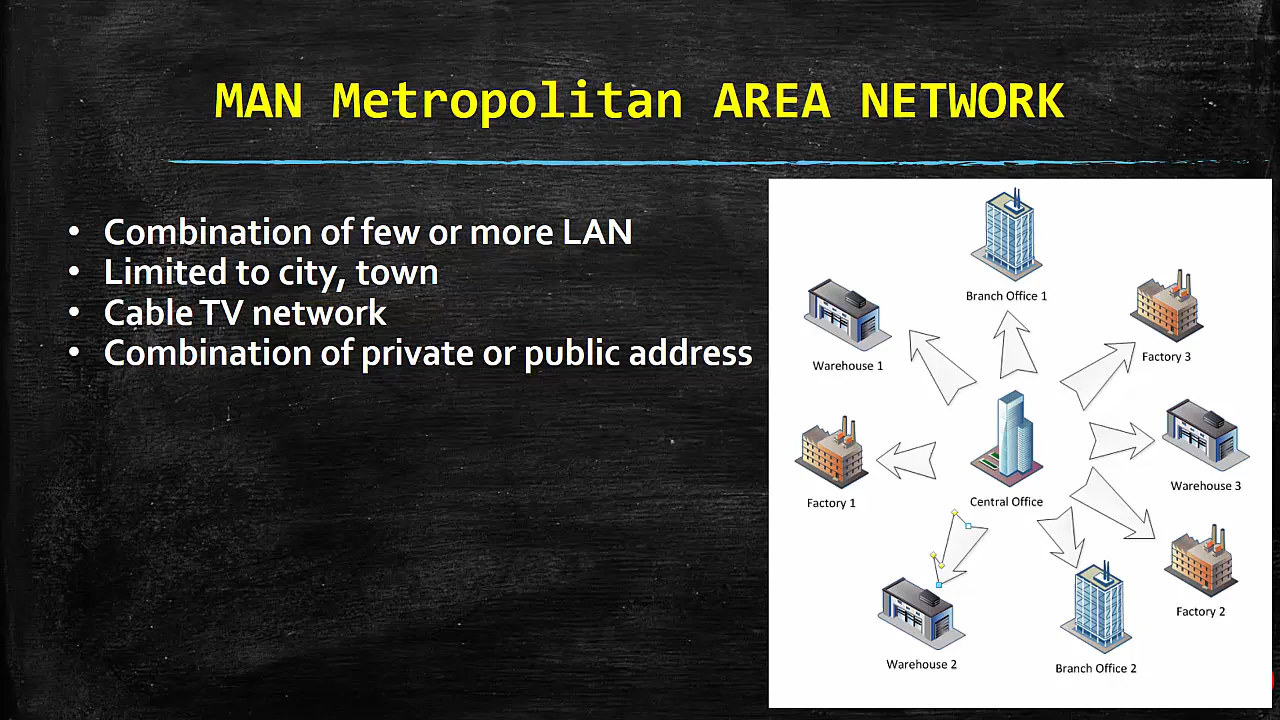 MAN Metropolitan AREA NETWORK
• Combination of few or more LAN
• Limited to city, town
• Cable TV network
• Combination of private or public address
Branch Office 1
Warehouse 1
Factory 3
Factory 1
Central Office
Warehouse 3
Factory 2
Warehouse 2
Branch Office 2